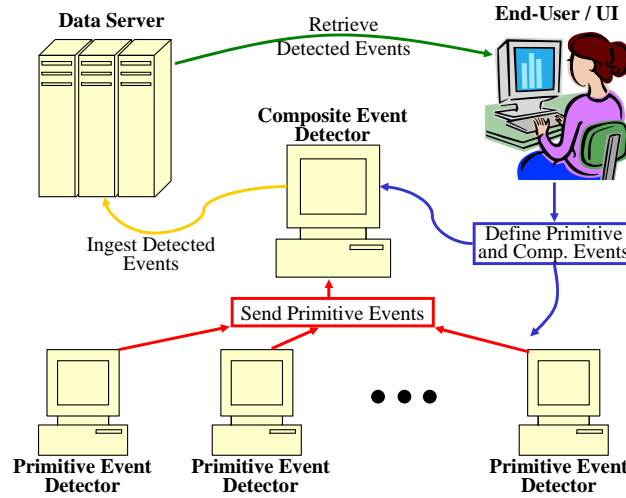 Data Server
Retrieve
Detected Events
End-User / UI
Composite Event
Detector
Ingest Detected
Events
Define Primitive
and Comp. Events
Send Primitive Events
Primitive Event
Detector
Primitive Event
Detector
Primitive Event
Detector